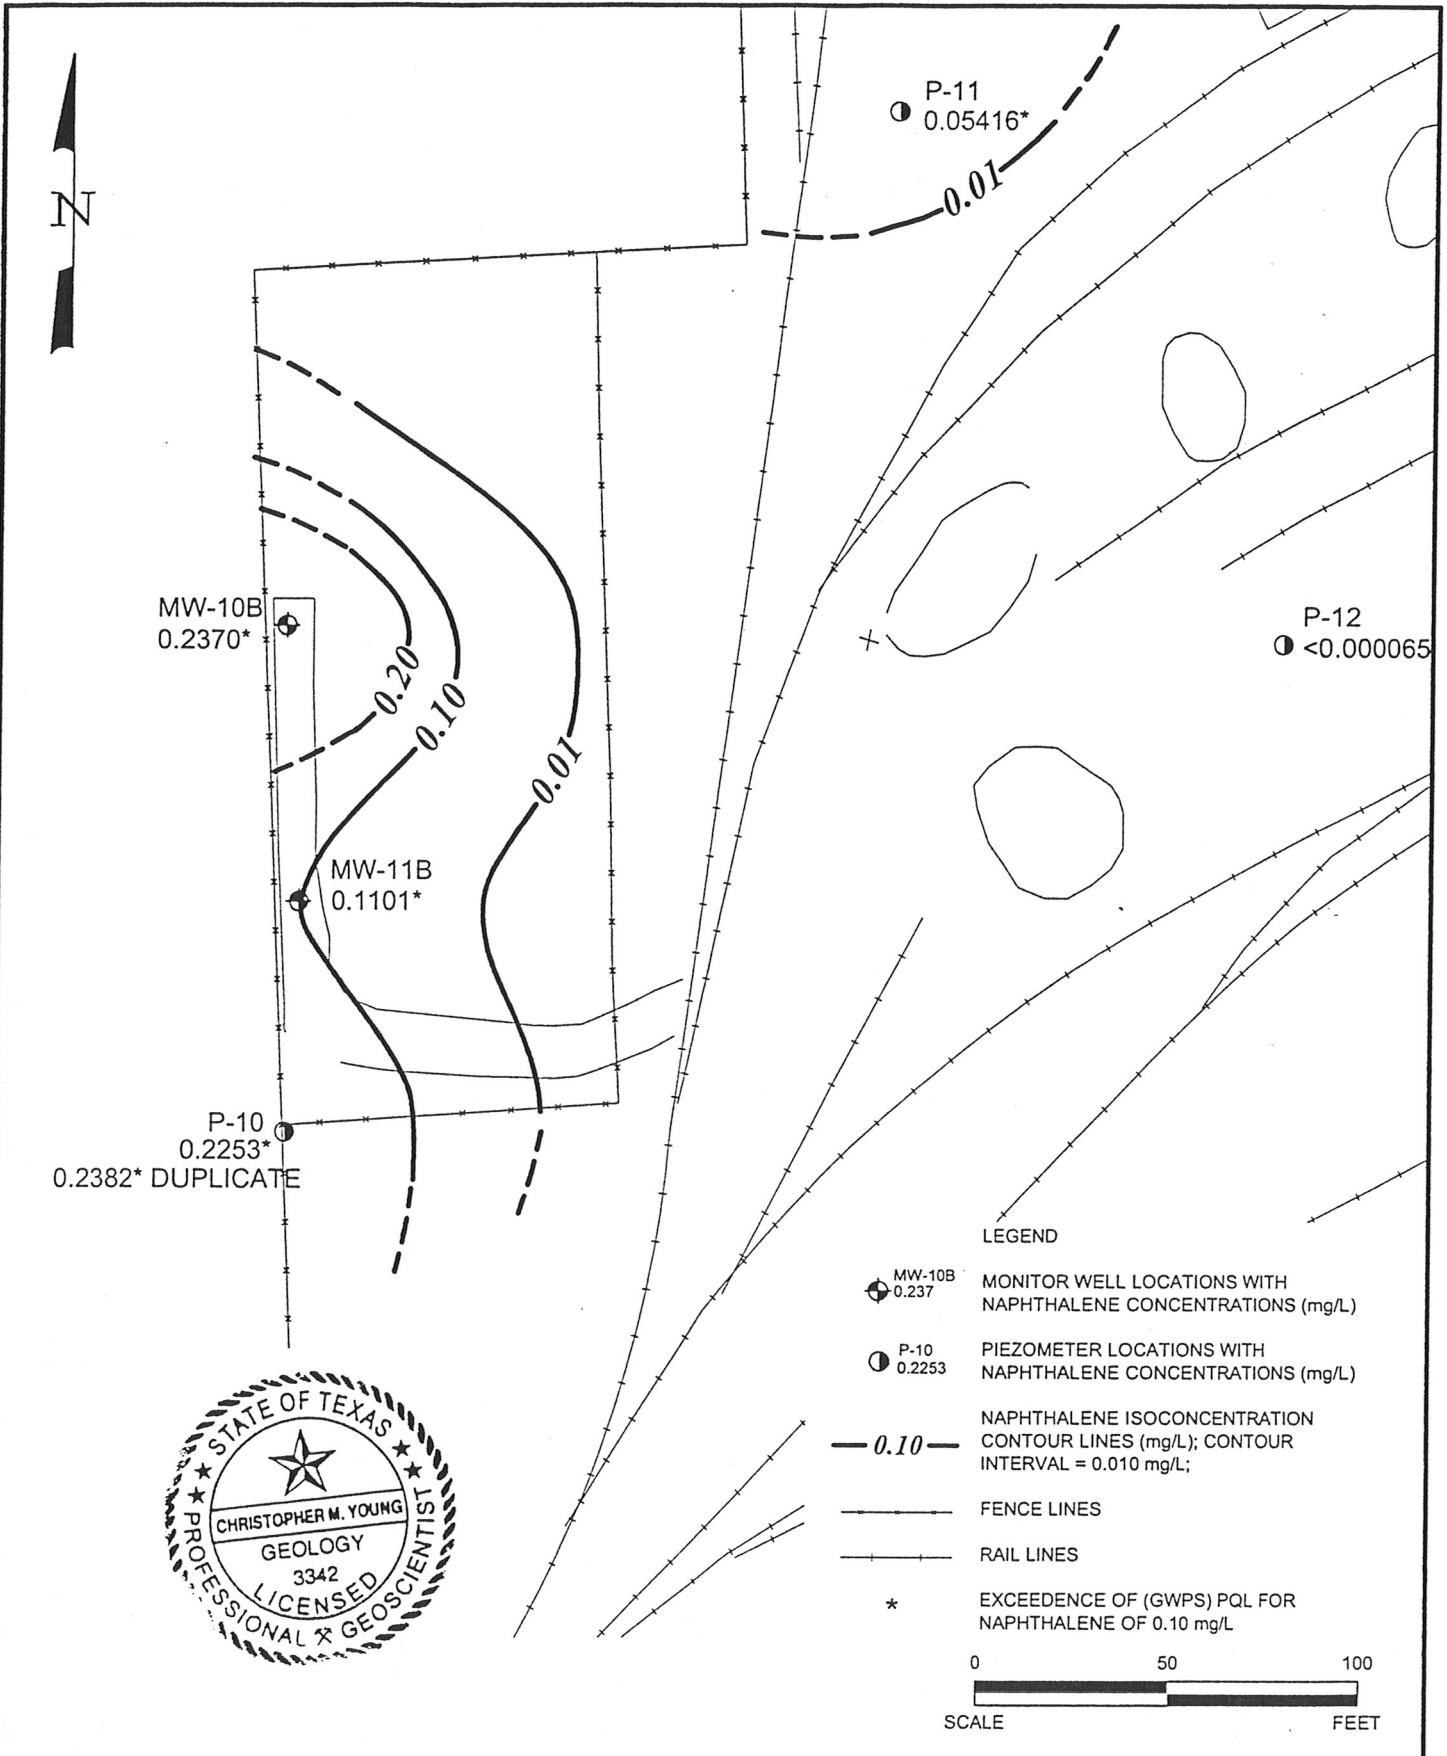 P-11
0.05416*
0.01
N
MW-10B
0.2370*
0.20
0.10
0.01
P-12
<0.000065
MW-11B
0.1101*
P-10
0.2253*
0.2382* DUPLICATE
LEGEND
MW-10B
0.237
MONITOR WELL LOCATIONS WITH
NAPHTHALENE CONCENTRATIONS (mg/L)
P-10
0.2253
PIEZOMETER LOCATIONS WITH
NAPHTHALENE CONCENTRATIONS (mg/L)
0.10
NAPHTHALENE ISOCONCENTRATION
CONTOUR LINES (mg/L); CONTOUR
INTERVAL = 0.010 mg/L;
FENCE LINES
RAIL LINES
*
EXCEEDENCE OF (GWPS) PQL FOR
NAPHTHALENE OF 0.10 mg/L
0 50 100
SCALE FEET
STATE OF TEXAS
CHRISTOPHER M. YOUNG
GEOLOGY
3342
LICENSED
PROFESSIONAL GEOSCIENTIST